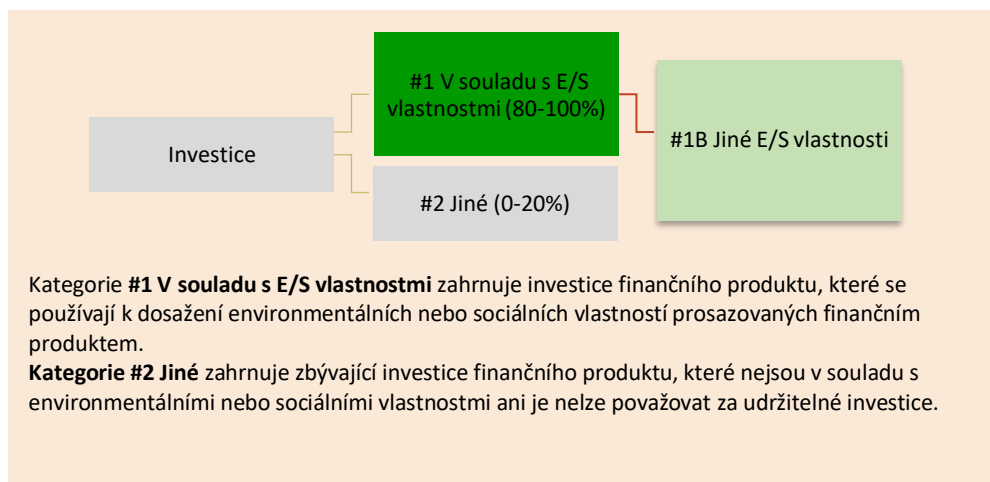 #1 V souladu s E/S
vlastnostmi (80-100%)
#1B Jiné E/S vlastnosti
Investice
#2 Jiné (0-20%)
Kategorie #1 V souladu s E/S vlastnostmi zahrnuje investice finančního produktu, které se
používají k dosažení environmentálních nebo sociálních vlastností prosazovaných finančním
produktem.
Kategorie #2 Jiné zahrnuje zbývající investice finančního produktu, které nejsou v souladu s
environmentálními nebo sociálními vlastnostmi ani je nelze považovat za udržitelné investice.